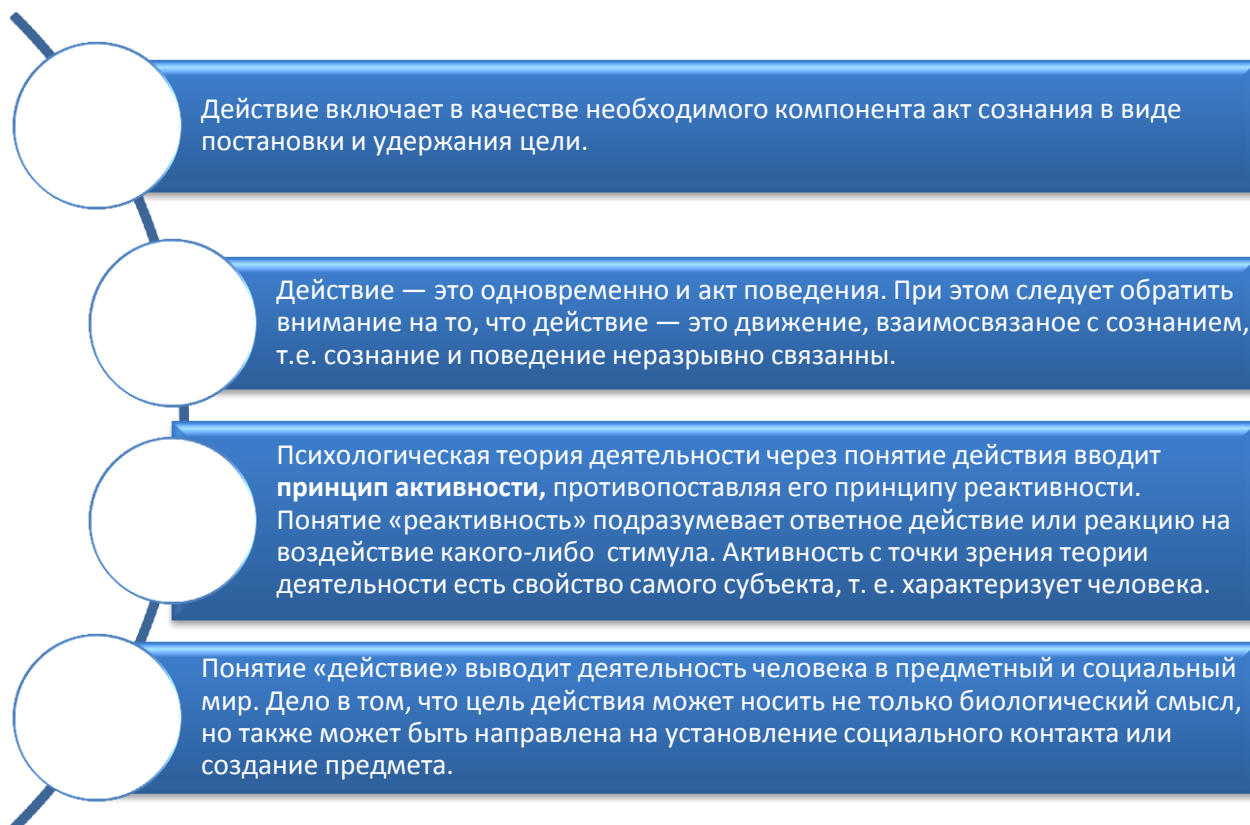 Действие включает в качестве необходимого компонента акт сознания в виде
постановки и удержания цели.
Действие — это одновременно и акт поведения. При этом следует обратить
внимание на то, что действие — это движение, взаимосвязаное с сознанием,
т.е. сознание и поведение неразрывно связанны.
Психологическая теория деятельности через понятие действия вводит
принцип активности, противопоставляя его принципу реактивности.
Понятие «реактивность» подразумевает ответное действие или реакцию на
воздействие какого-либо стимула. Активность с точки зрения теории
деятельности есть свойство самого субъекта, т. е. характеризует человека.
Понятие «действие» выводит деятельность человека в предметный и социальный
мир. Дело в том, что цель действия может носить не только биологический смысл,
но также может быть направлена на установление социального контакта или
создание предмета.